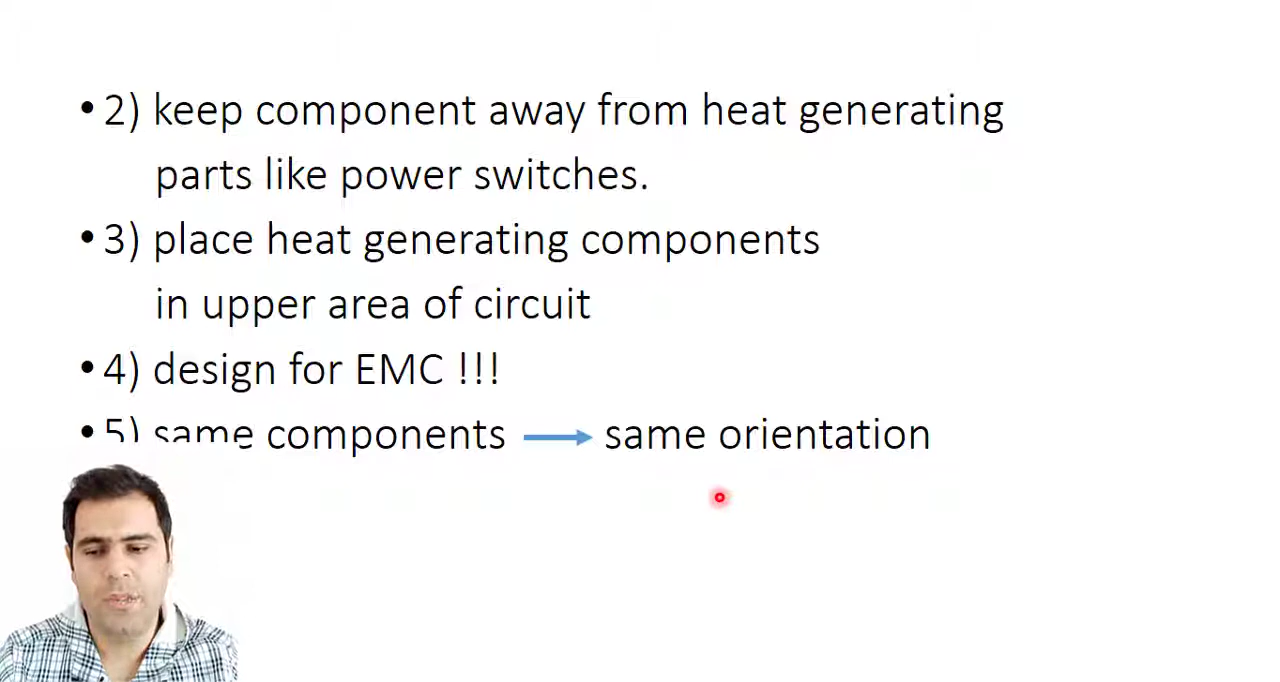 • 2) keep component away from heat generating
parts like power switches.
• 3) place heat generating components
in upper area of circuit
• 4) design for EMC !!!
• 5) same components → same orientation